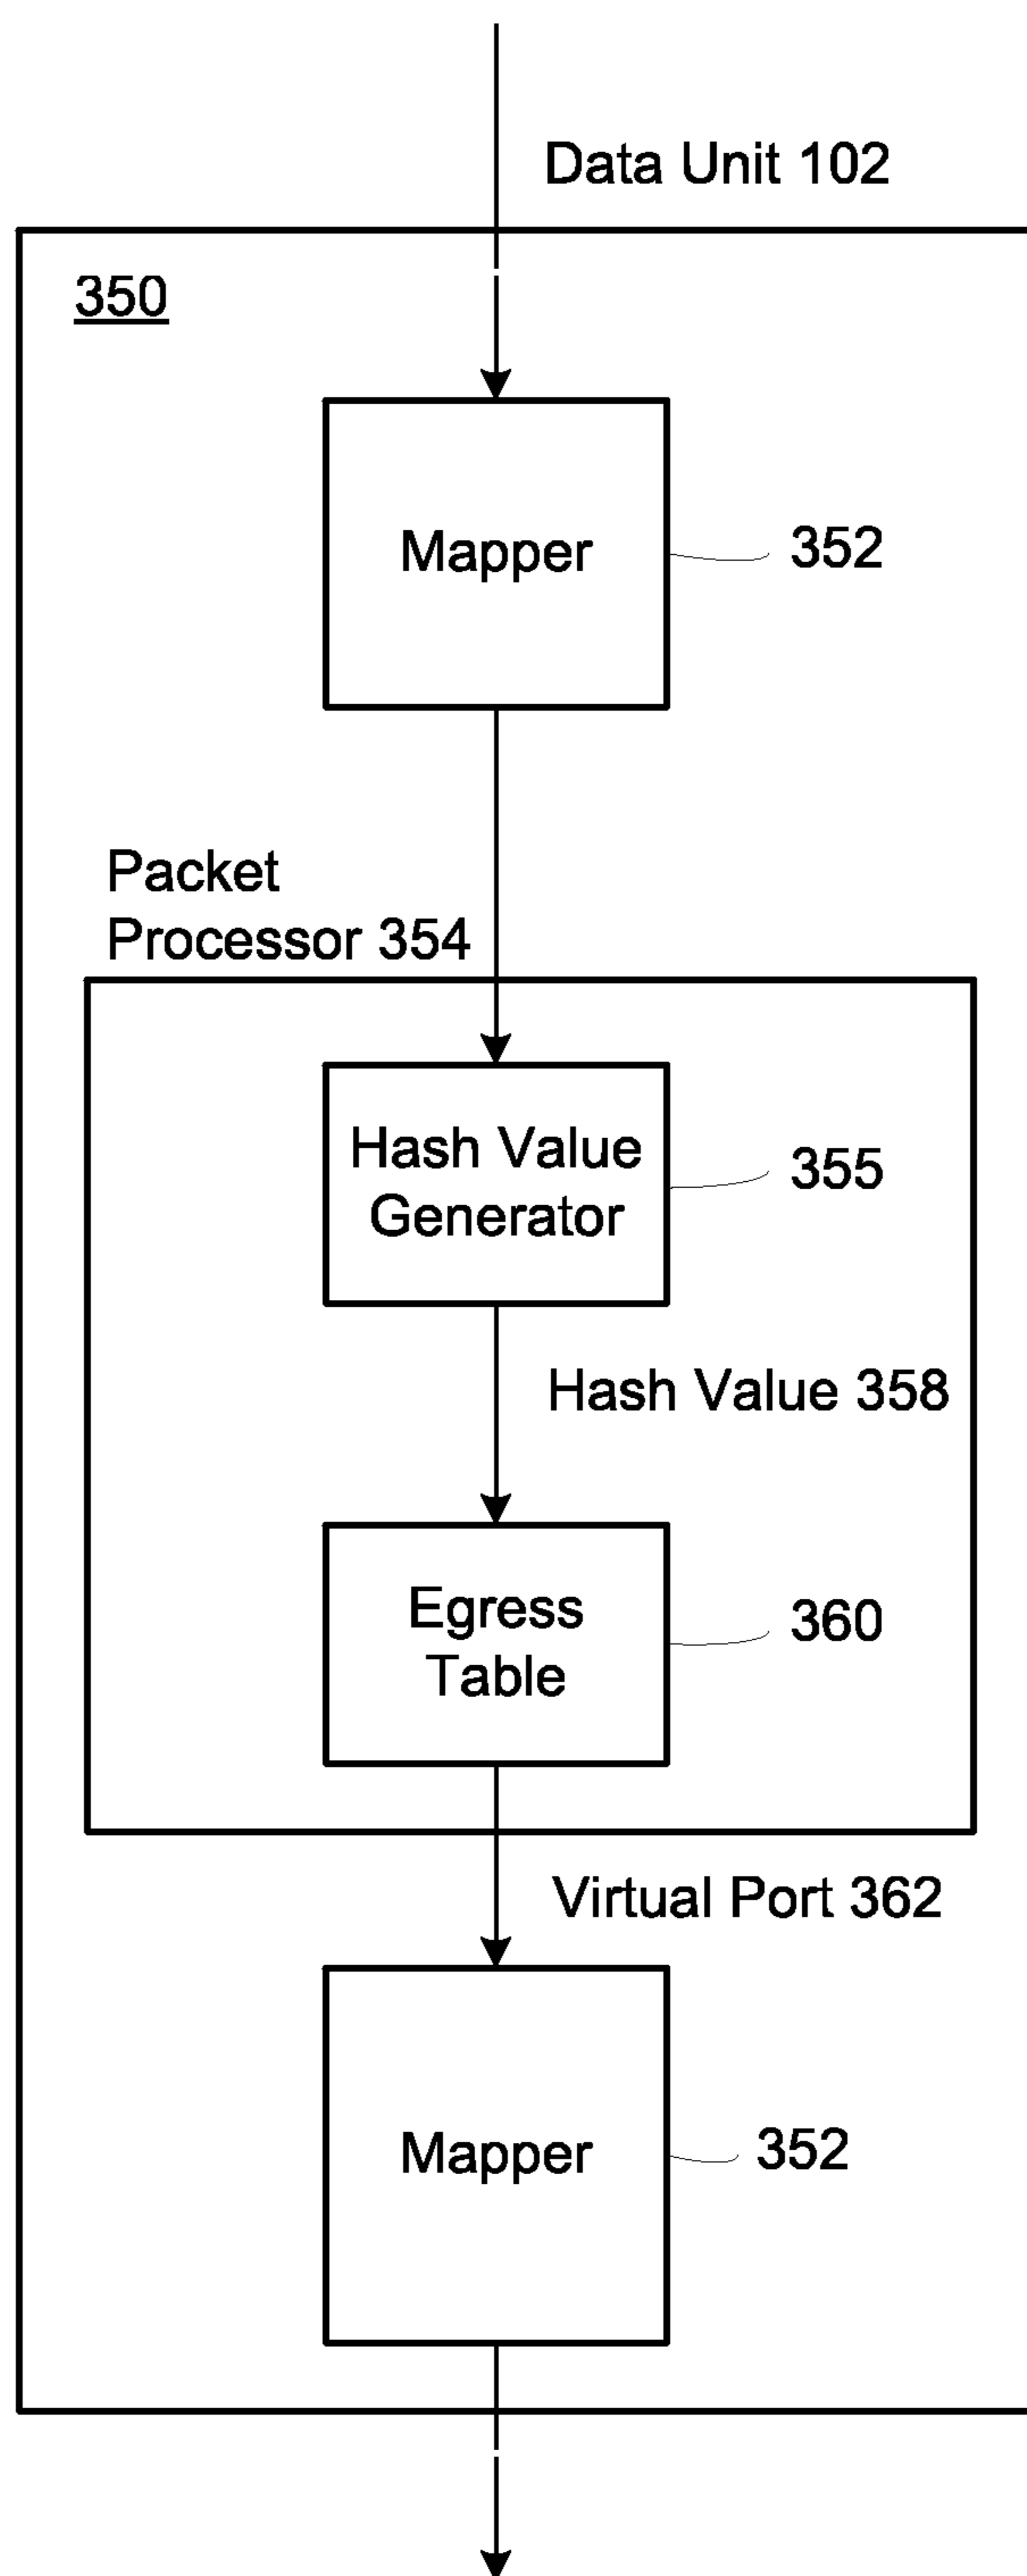 Data Unit 102
350
Mapper
352
Packet
Processor 354
Hash Value
Generator
355
Hash Value 358
Egress
Table
360
Virtual Port 362
Mapper
352